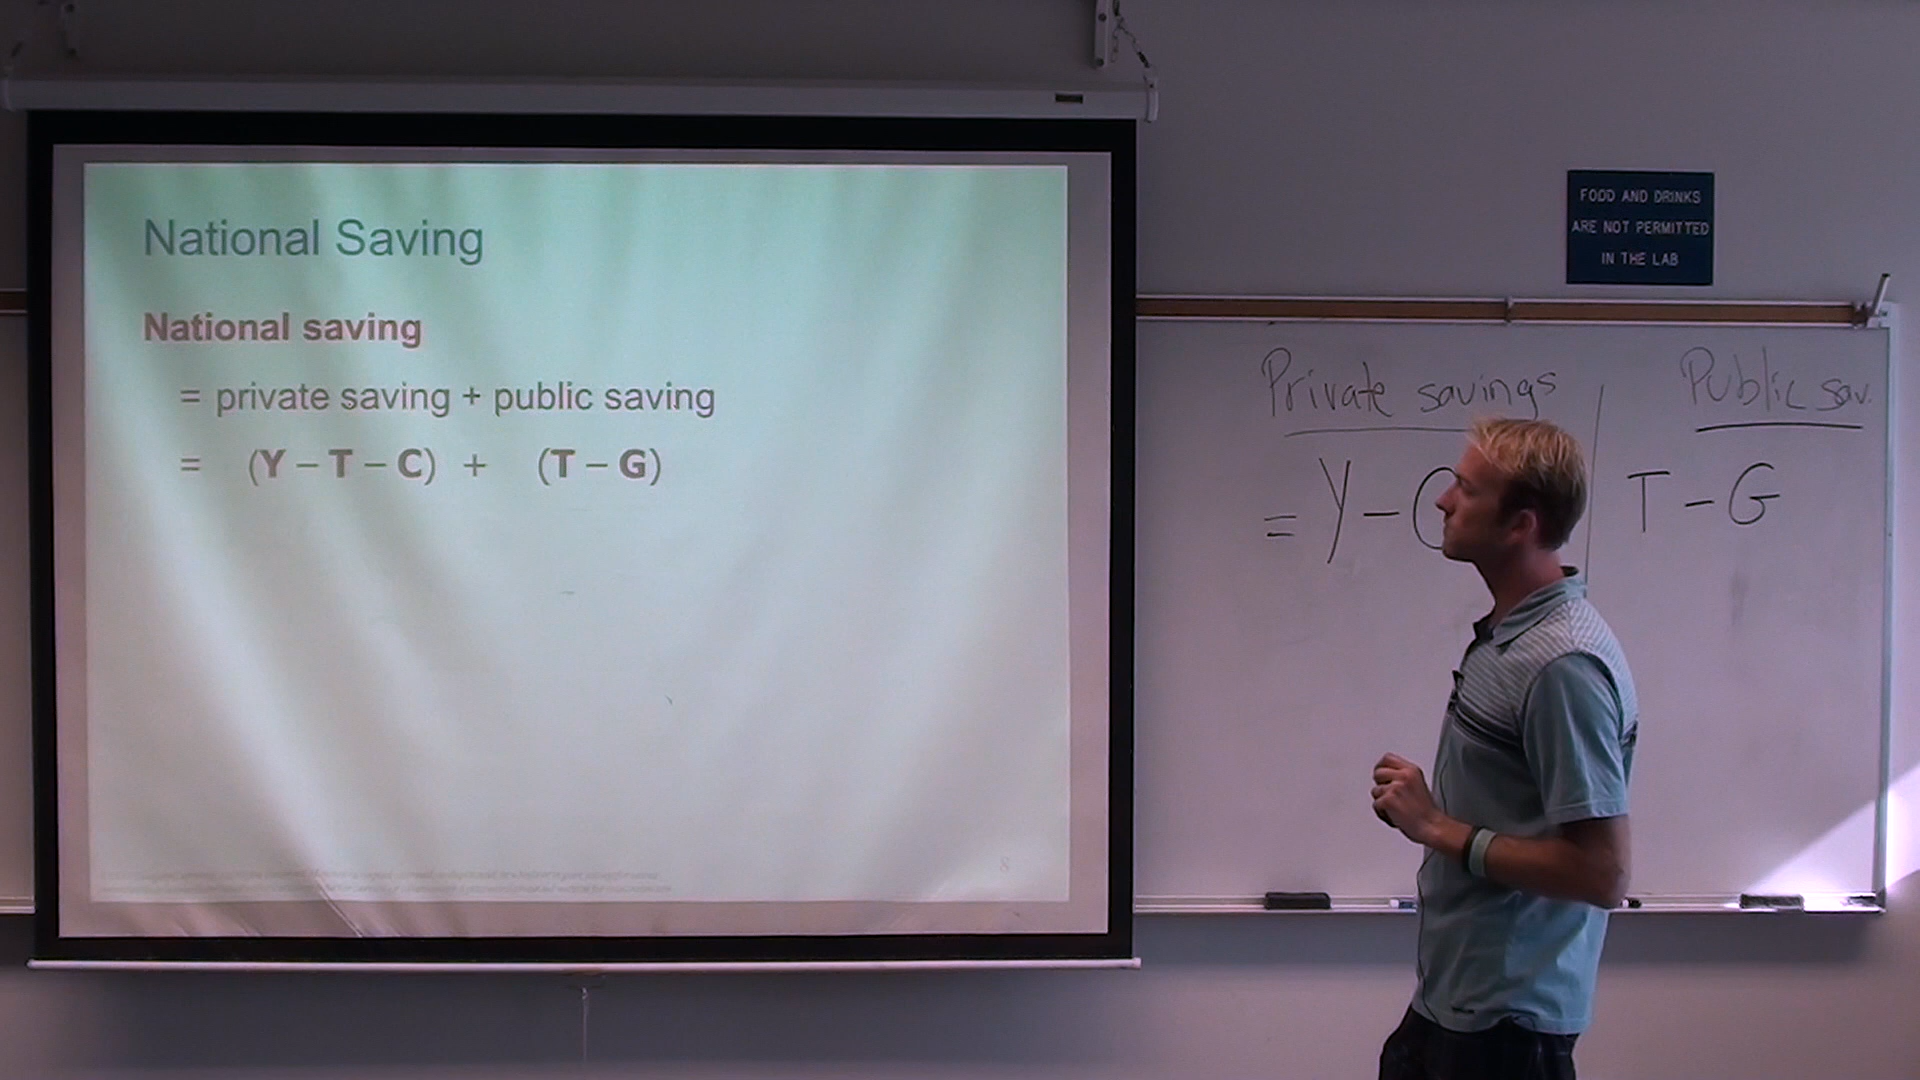 National Saving
National saving
= private saving + public saving
= (Y – T – C) + (T – G)
8
FOOD AND DRINKS
ARE NOT PERMITTED
IN THE LAB
Private savings
= Y – C
Public sav.
T – G